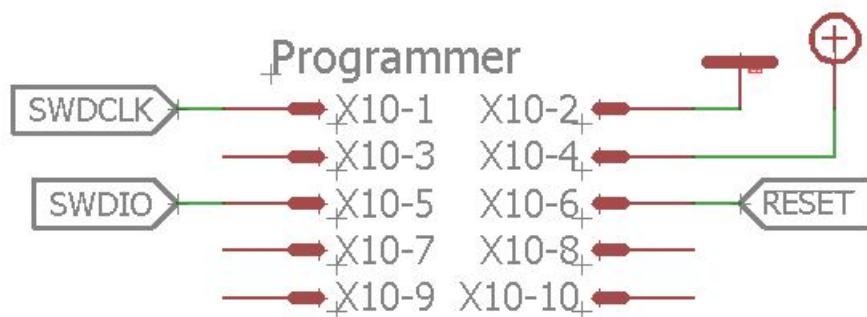 Programmer
SWDCLK X10-1 X10-2
X10-3 X10-4
SWDIO X10-5 X10-6 RESET
X10-7 X10-8
X10-9 X10-10